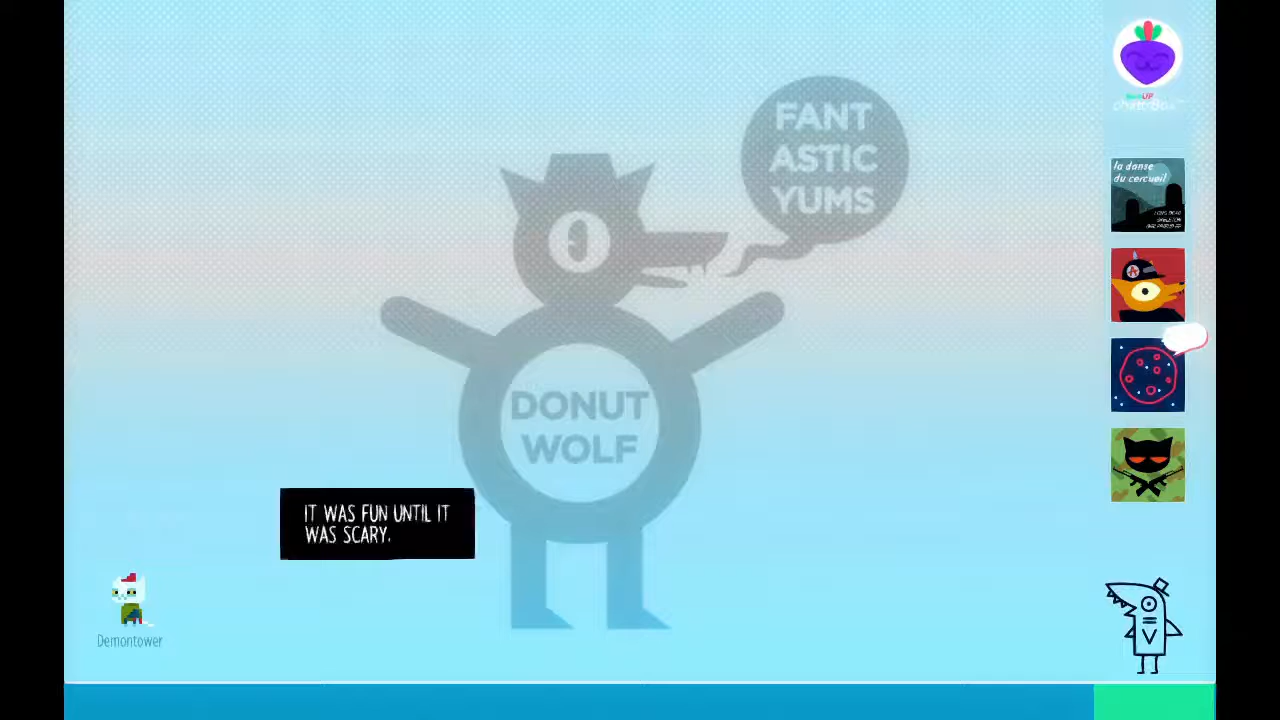 FANT
ASTIC
YUMS
la danse
du cercueil
DONUT
WOLF
IT WAS FUN UNTIL IT
WAS SCARY.
Demontower